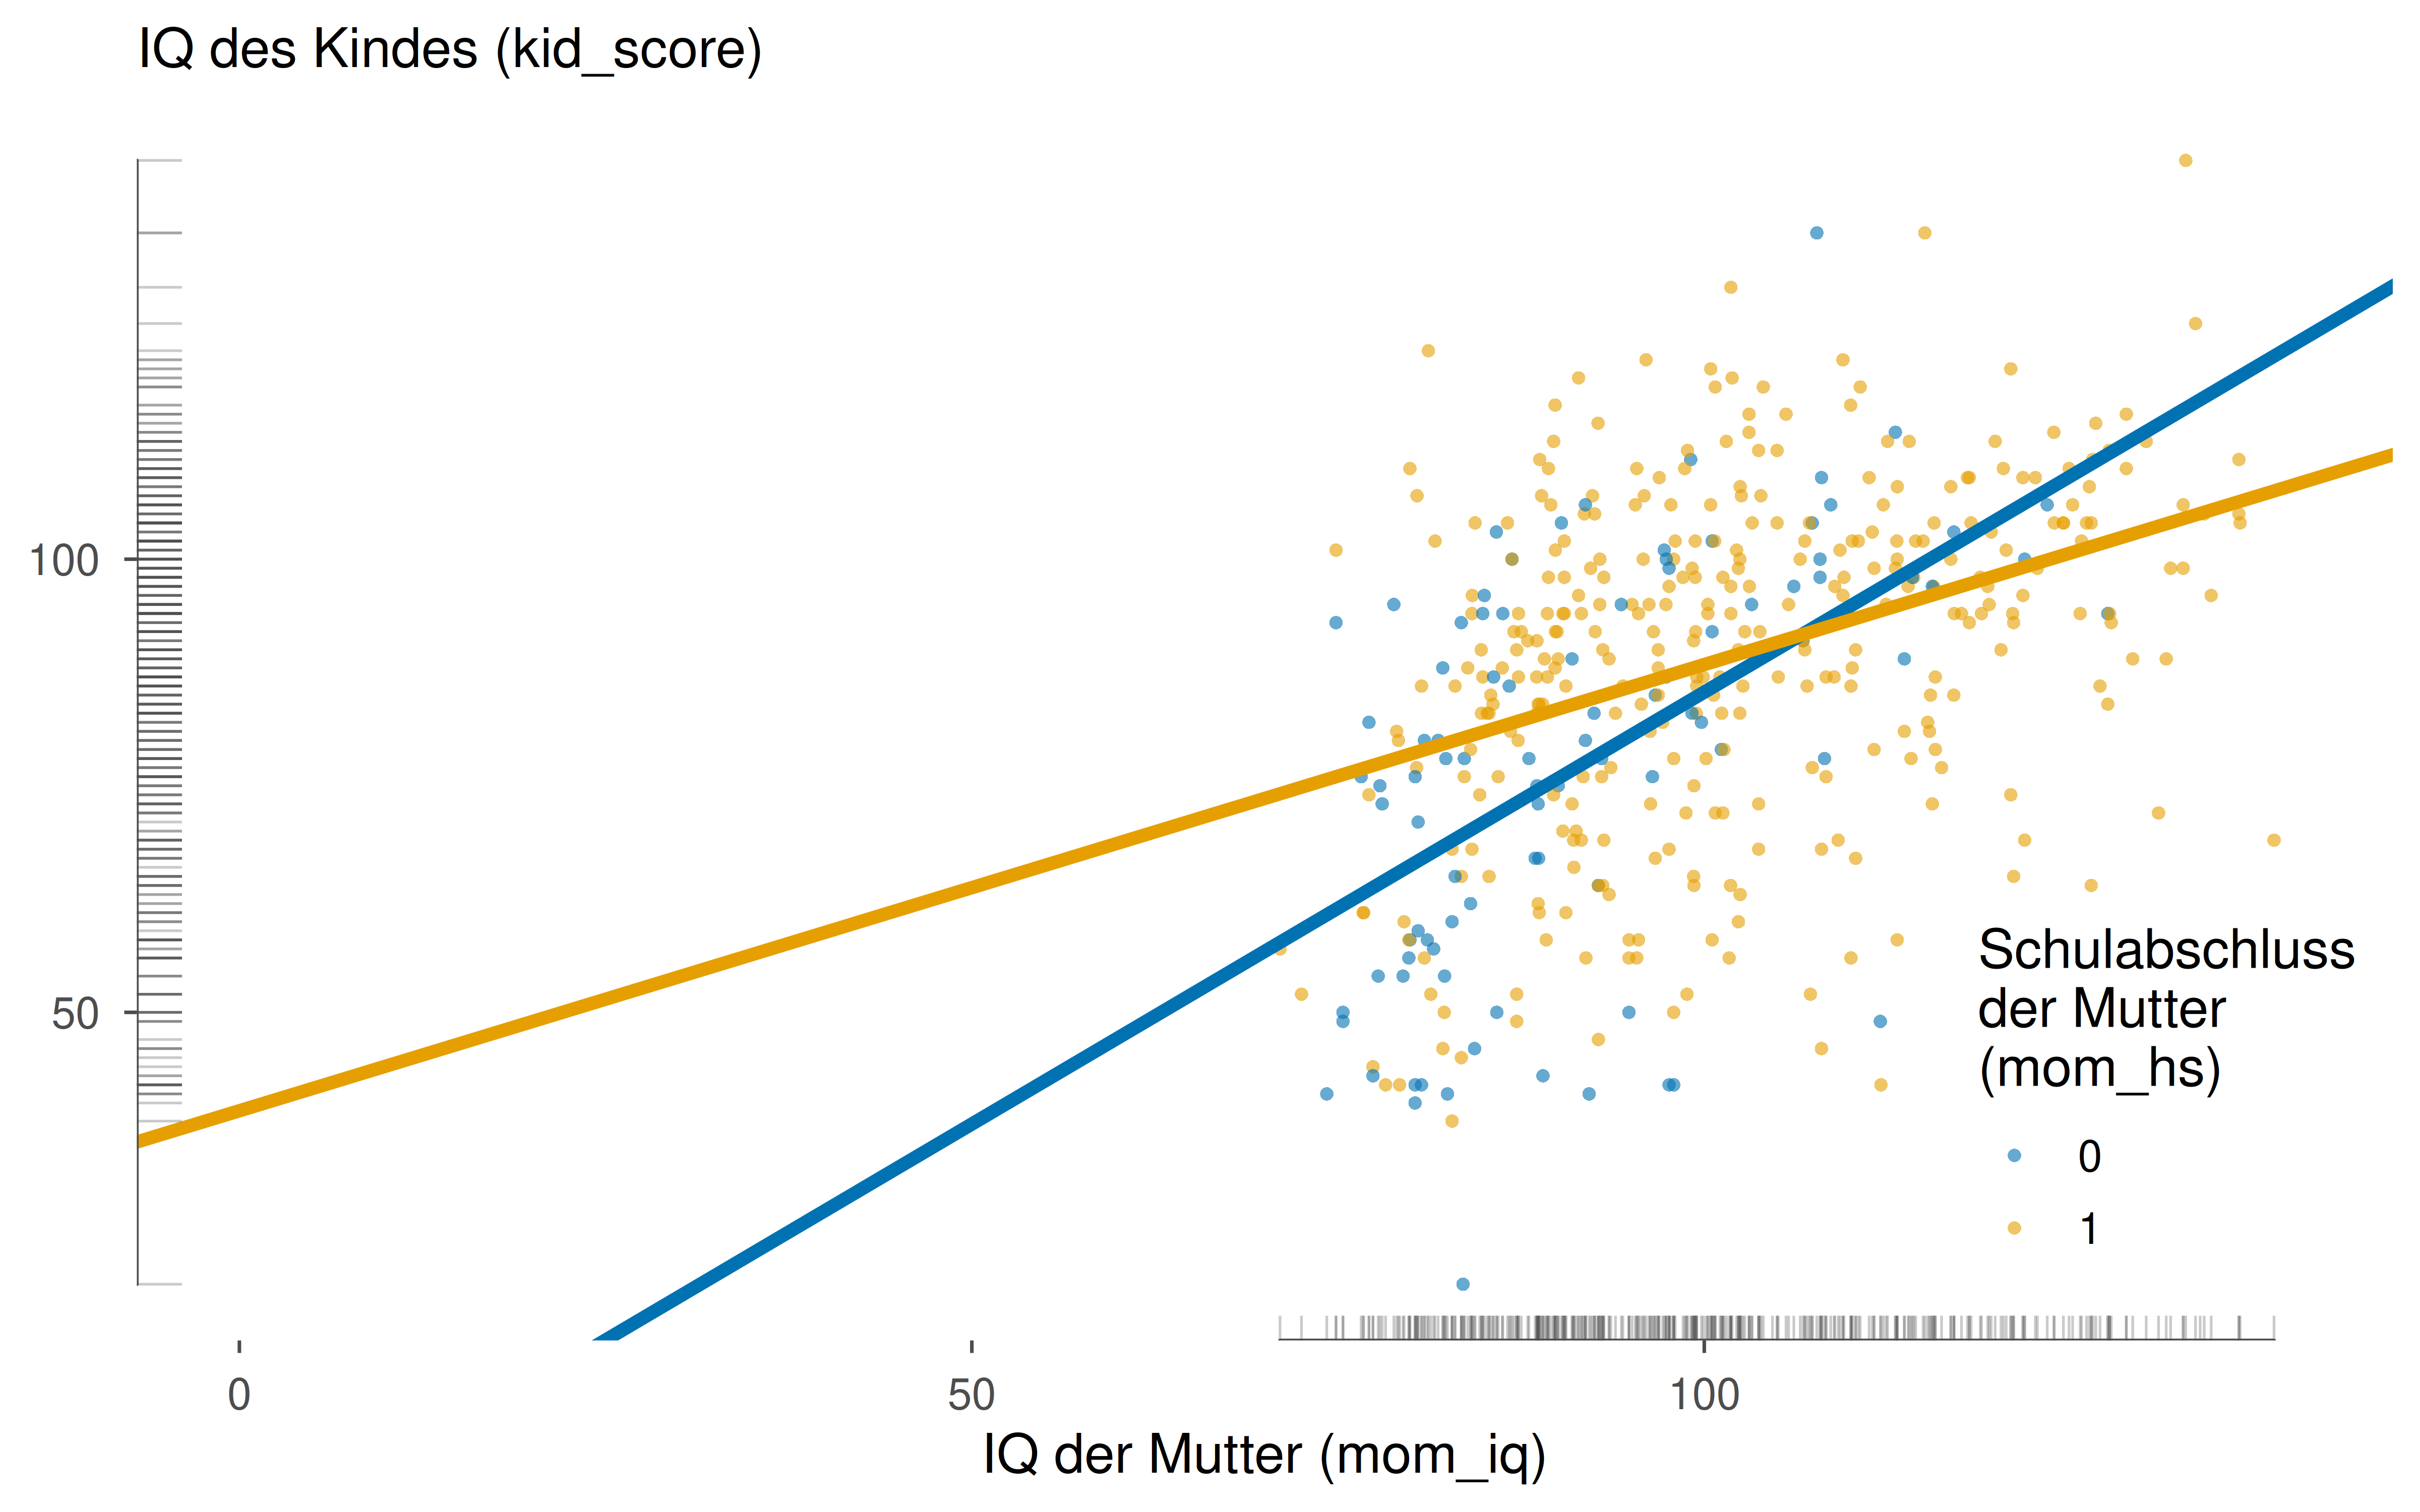 IQ des Kindes (kid_score)
100
50
Schulabschluss
der Mutter
(mom_hs)
0
1
0
50
100
IQ der Mutter (mom_iq)